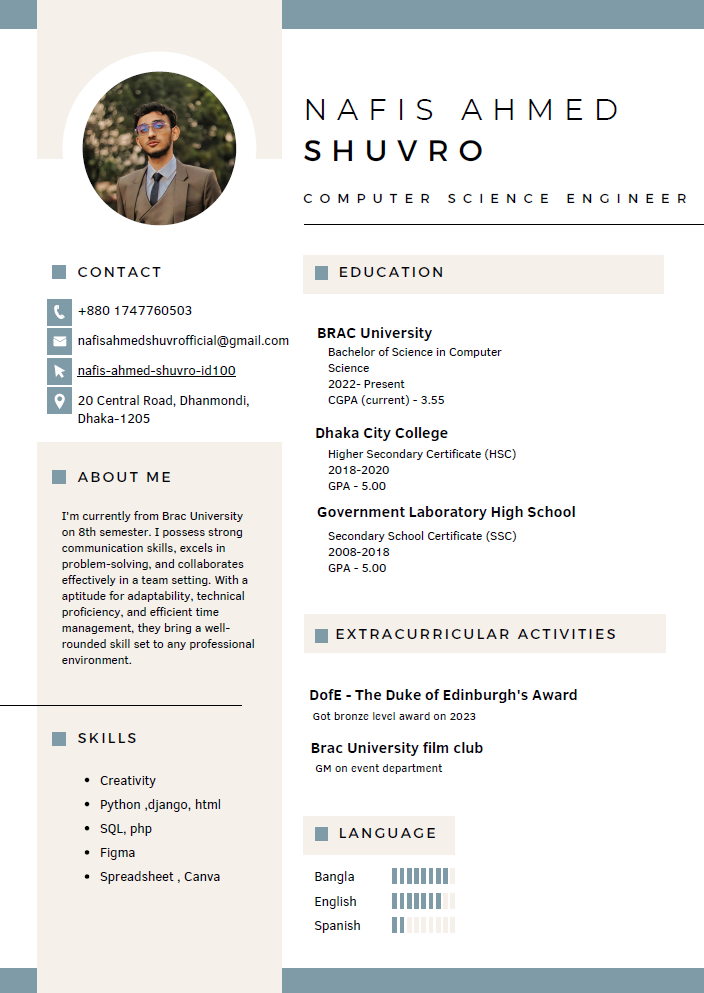 NAFIS AHMED
SHUVRO
COMPUTER SCIENCE ENGINEER
CONTACT
+880 1747760503
nafisahmedshuvrofficial@gmail.com
nafis-ahmed-shuvro-id100
20 Central Road, Dhanmondi,
Dhaka-1205
ABOUT ME
I'm currently from Brac University
on 8th semester. I possess strong
communication skills, excels in
problem-solving, and collaborates
effectively in a team setting. With a
aptitude for adaptability, technical
proficiency, and efficient time
management, they bring a well-
rounded skill set to any professional
environment.
SKILLS
• Creativity
• Python ,django, html
• SQL, php
• Figma
• Spreadsheet , Canva
EDUCATION
BRAC University
Bachelor of Science in Computer
Science
2022- Present
CGPA (current) - 3.55
Dhaka City College
Higher Secondary Certificate (HSC)
2018-2020
GPA - 5.00
Government Laboratory High School
Secondary School Certificate (SSC)
2008-2018
GPA - 5.00
EXTRACURRICULAR ACTIVITIES
DofE - The Duke of Edinburgh's Award
Got bronze level award on 2023
Brac University film club
GM on event department
LANGUAGE
Bangla
English
Spanish